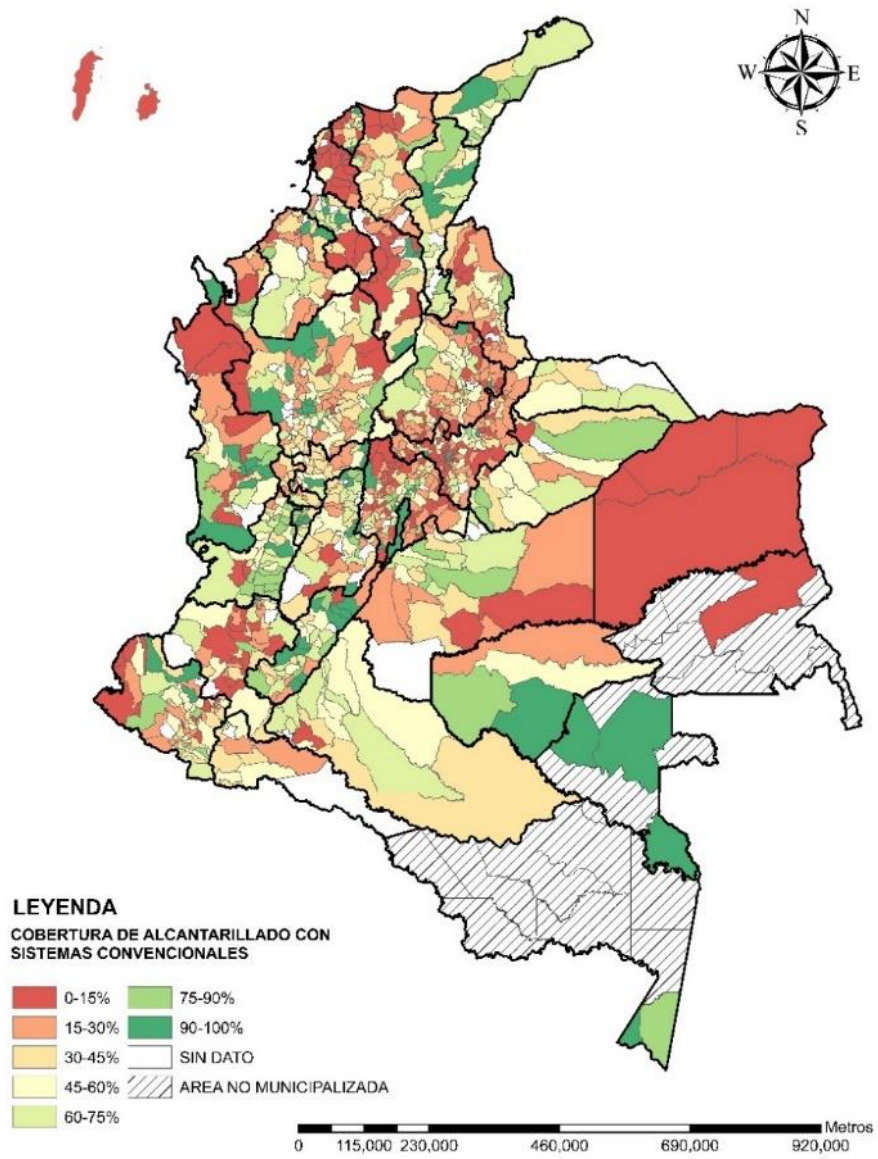 N
W E
S
LEYENDA
COBERTURA DE ALCANTARILLADO CON
SISTEMAS CONVENCIONALES
0-15%
15-30%
30-45%
45-60%
60-75%
75-90%
90-100%
SIN DATO
AREA NO MUNICIPALIZADA
Metros
0 115,000 230,000 460,000 690,000 920,000